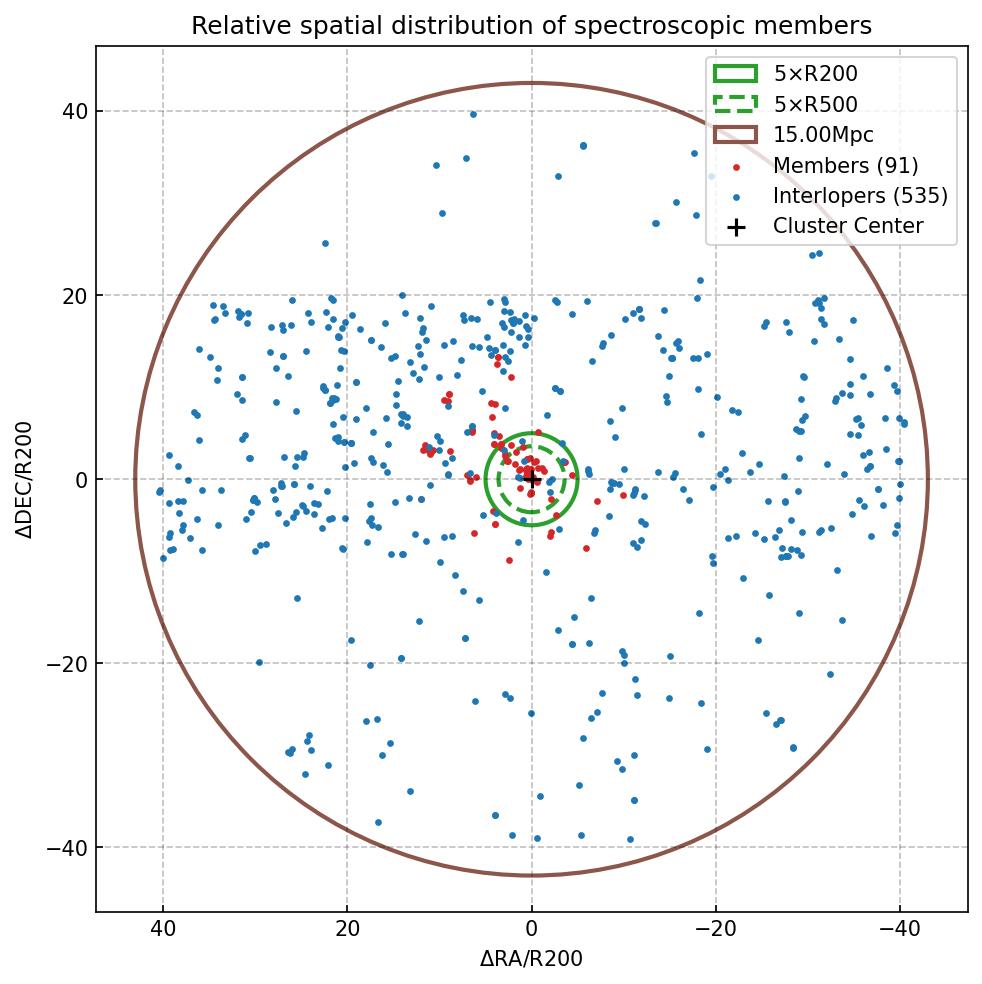 Relative spatial distribution of spectroscopic members
5×R200
5×R500
15.00Mpc
Members (91)
Interlopers (535)
Cluster Center
40
20
0
−20
−40
ΔDEC/R200
40
20
0
−20
−40
ΔRA/R200